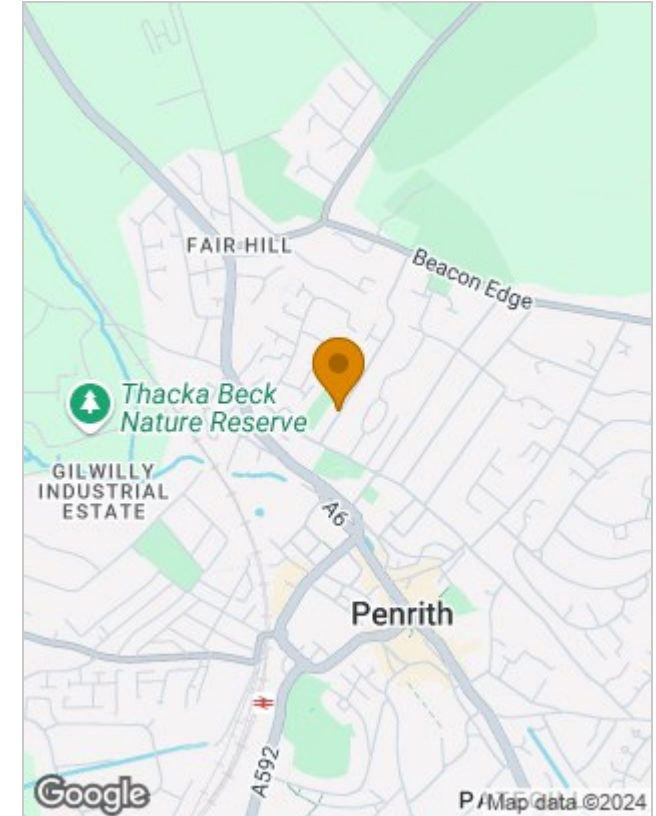 FAIR HILL
Beacon Edge
Thacka Beck
Nature Reserve
GILWILLY
INDUSTRIAL
ESTATE
A6
Penrith
A592
Google
Map data ©2024